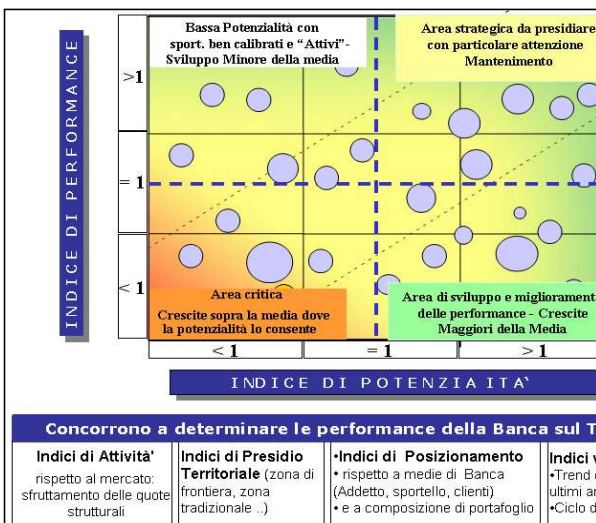 Bassa Potenzialità con
sport. ben calibrati e “Attivi”-
Sviluppo Minore della media
Area strategica da presidiare
con particolare attenzione
Mantenimento
INDICE DI PERFORMANCE
>1
= 1
< 1
Area critica
Crescite sopra la media dove
la potenzialità lo consente
Area di sviluppo e migliorament
delle performance - Crescite
Maggiori della Media
< 1
= 1
> 1
INDICE DI POTENZIA ITA'
Concorrono a determinare le performance della Banca sul T
Indici di Attività'
rispetto al mercato:
sfruttamento delle quote
strutturali
Indici di Presidio
Territoriale (zona di
frontiera, zona
tradizionale ..)
•Indici di Posizionamento
• rispetto a medie di Banca
(Addetto, sportello, clienti)
• e a composizione di portafoglio
Indici v
•Trend
ultimi a
•Ciclo d